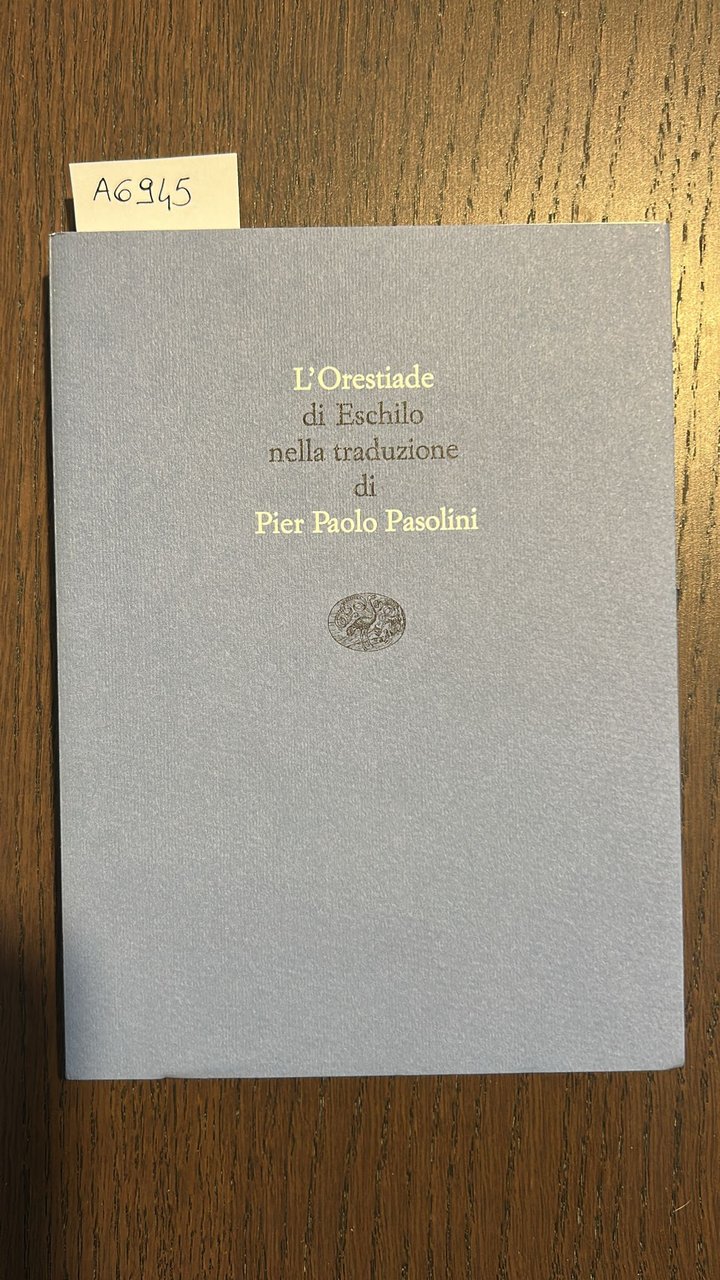 A6945
L'Orestiade
di Eschilo
nella traduzione
di
Pier Paolo Pasolini